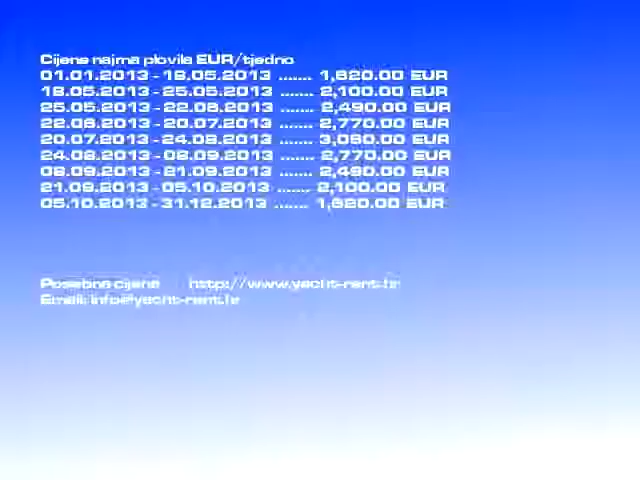 Cijene najma plovila EUR/tjedno
01.01.2013 - 18.05.2013 ....... 1,820.00 EUR
18.05.2013 - 25.05.2013 ....... 2,100.00 EUR
25.05.2013 - 22.06.2013 ....... 2,490.00 EUR
22.06.2013 - 20.07.2013 ....... 2,770.00 EUR
20.07.2013 - 24.08.2013 ....... 3,060.00 EUR
24.08.2013 - 08.09.2013 ....... 2,770.00 EUR
08.09.2013 - 21.09.2013 ....... 2,490.00 EUR
21.09.2013 - 05.10.2013 ....... 2,100.00 EUR
05.10.2013 - 31.12.2013 ....... 1,820.00 EUR
Posebne cijene http://www.yacht-rent.hr
Email: info@yacht-rent.hr